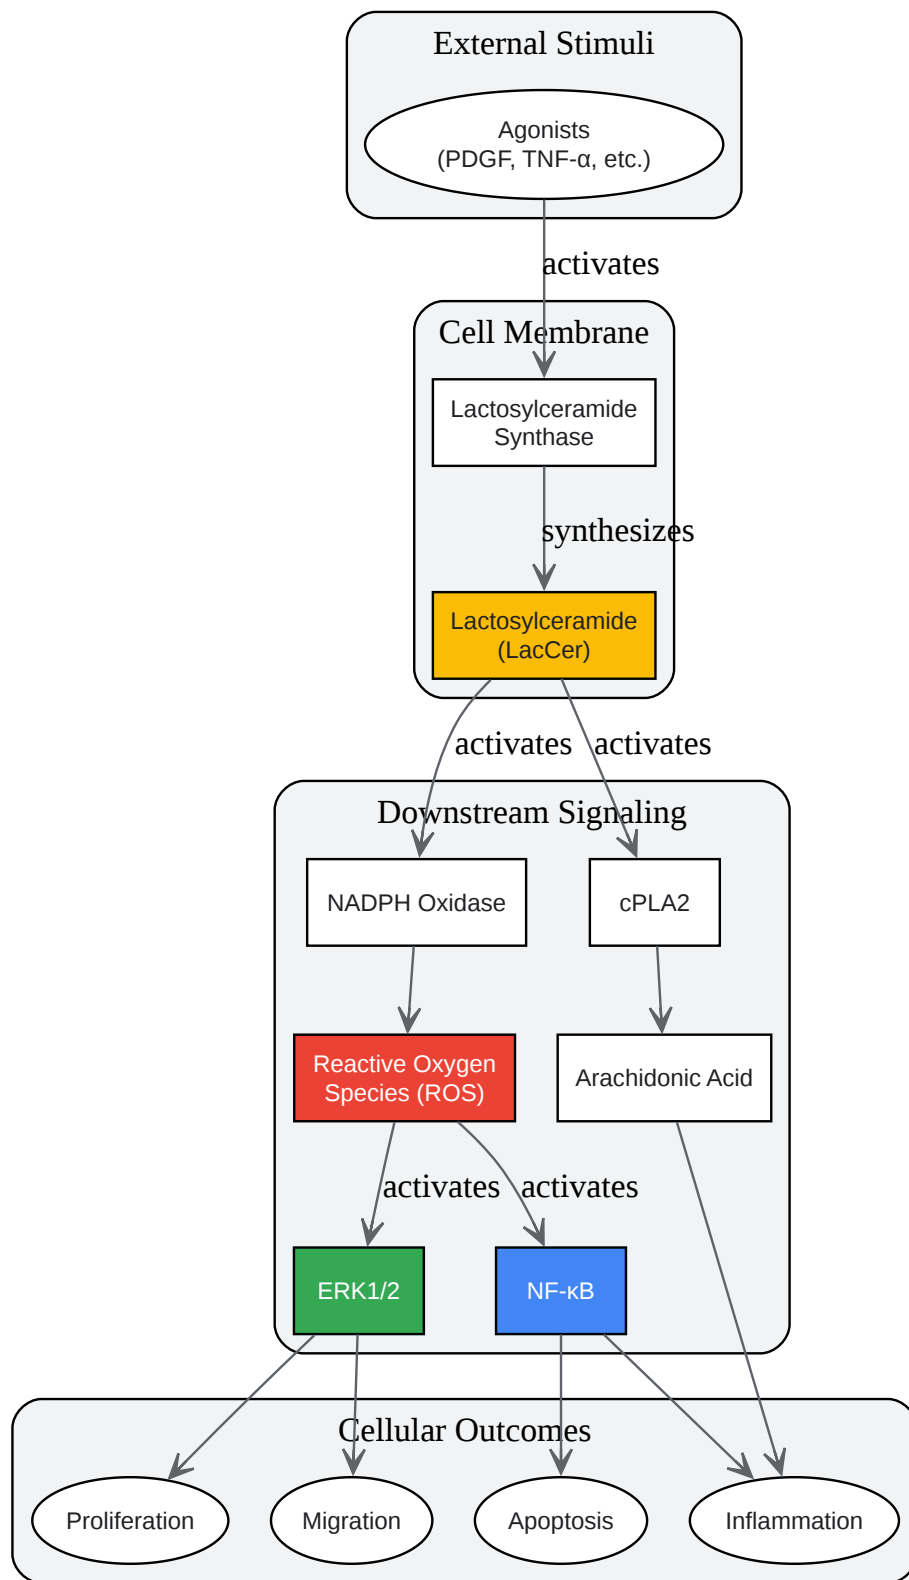 External Stimuli
Agonists
(PDGF, TNF-α, etc.)
activates
Cell Membrane
Lactosylceramide
Synthase
synthesizes
Lactosylceramide
(LacCer)
activates
activates
Downstream Signaling
NADPH Oxidase
cPLA2
Reactive Oxygen
Species (ROS)
Arachidonic Acid
activates
activates
ERK1/2
NF-κB
Cellular Outcomes
Proliferation
Migration
Apoptosis
Inflammation